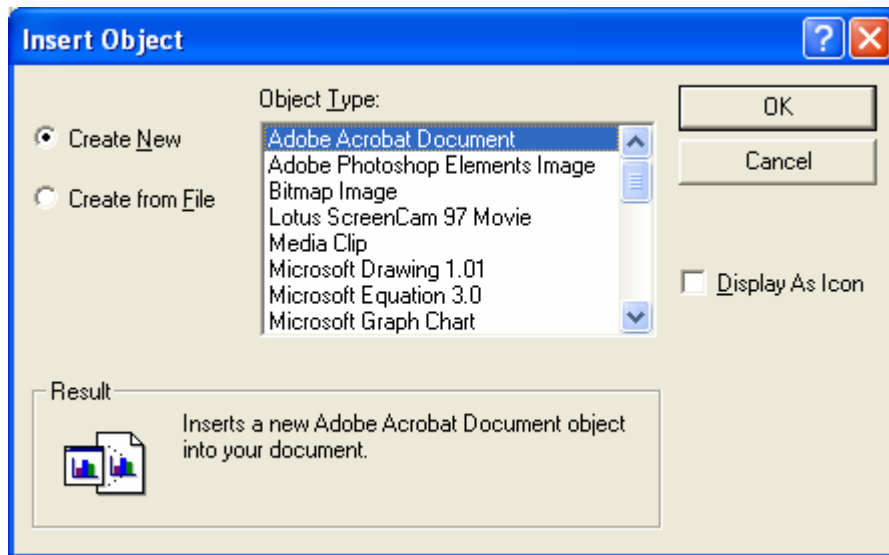 Insert Object
Object Type:
Create New
Create from File
Adobe Acrobat Document
Adobe Photoshop Elements Image
Bitmap Image
Lotus ScreenCam 97 Movie
Media Clip
Microsoft Drawing 1.01
Microsoft Equation 3.0
Microsoft Graph Chart
OK
Cancel
Display As Icon
Result
Inserts a new Adobe Acrobat Document object
into your document.